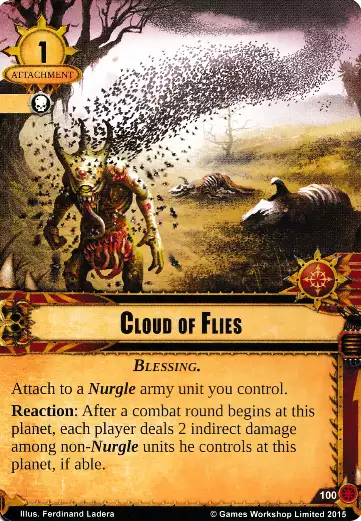 1
ATTACHMENT
CLOUD OF FLIES
BLESSING.
Attach to a Nurgle army unit you control.
Reaction: After a combat round begins at this
planet, each player deals 2 indirect damage
among non-Nurgle units he controls at this
planet, if able.
100
Illus. Ferdinand Ladera
© Games Workshop Limited 2015